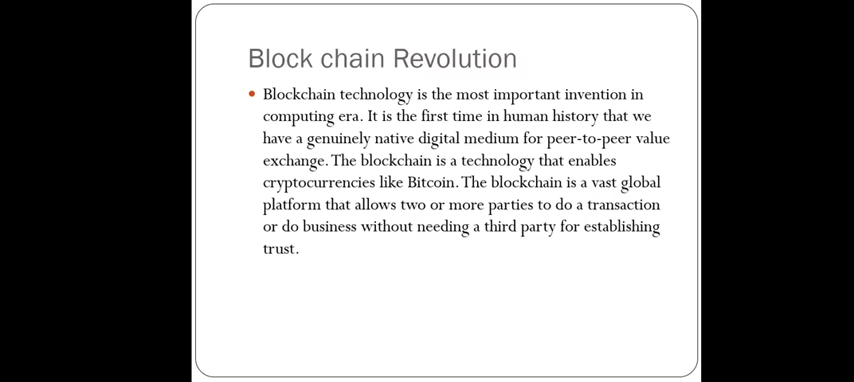 Block chain Revolution
• Blockchain technology is the most important invention in
computing era. It is the first time in human history that we
have a genuinely native digital medium for peer-to-peer value
exchange. The blockchain is a technology that enables
cryptocurrencies like Bitcoin. The blockchain is a vast global
platform that allows two or more parties to do a transaction
or do business without needing a third party for establishing
trust.